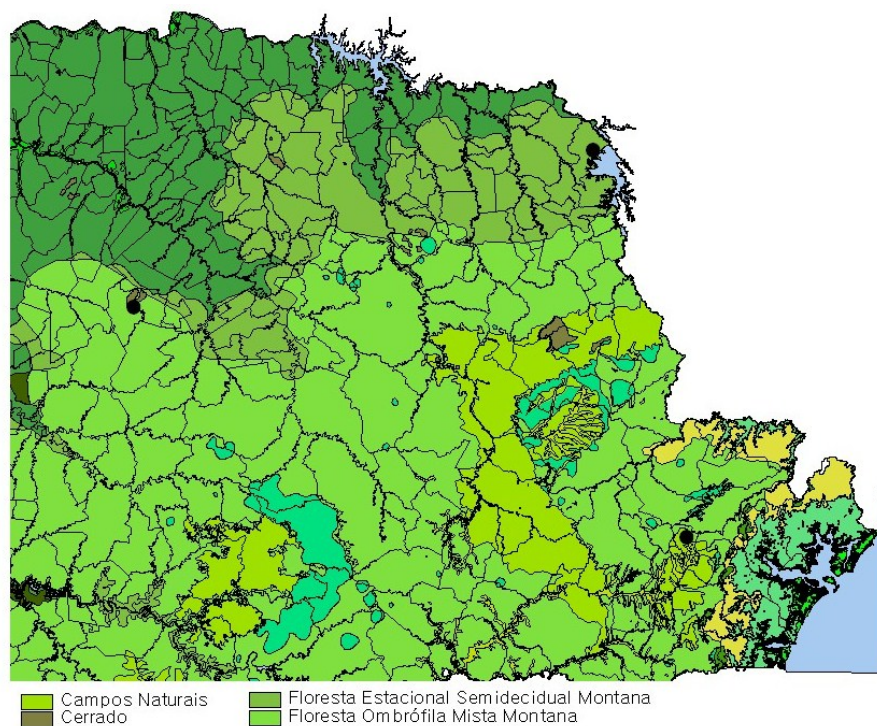 Campos Naturais
Cerrado
Floresta Estacional Semidecidual Montana
Floresta Ombrófila Mista Montana